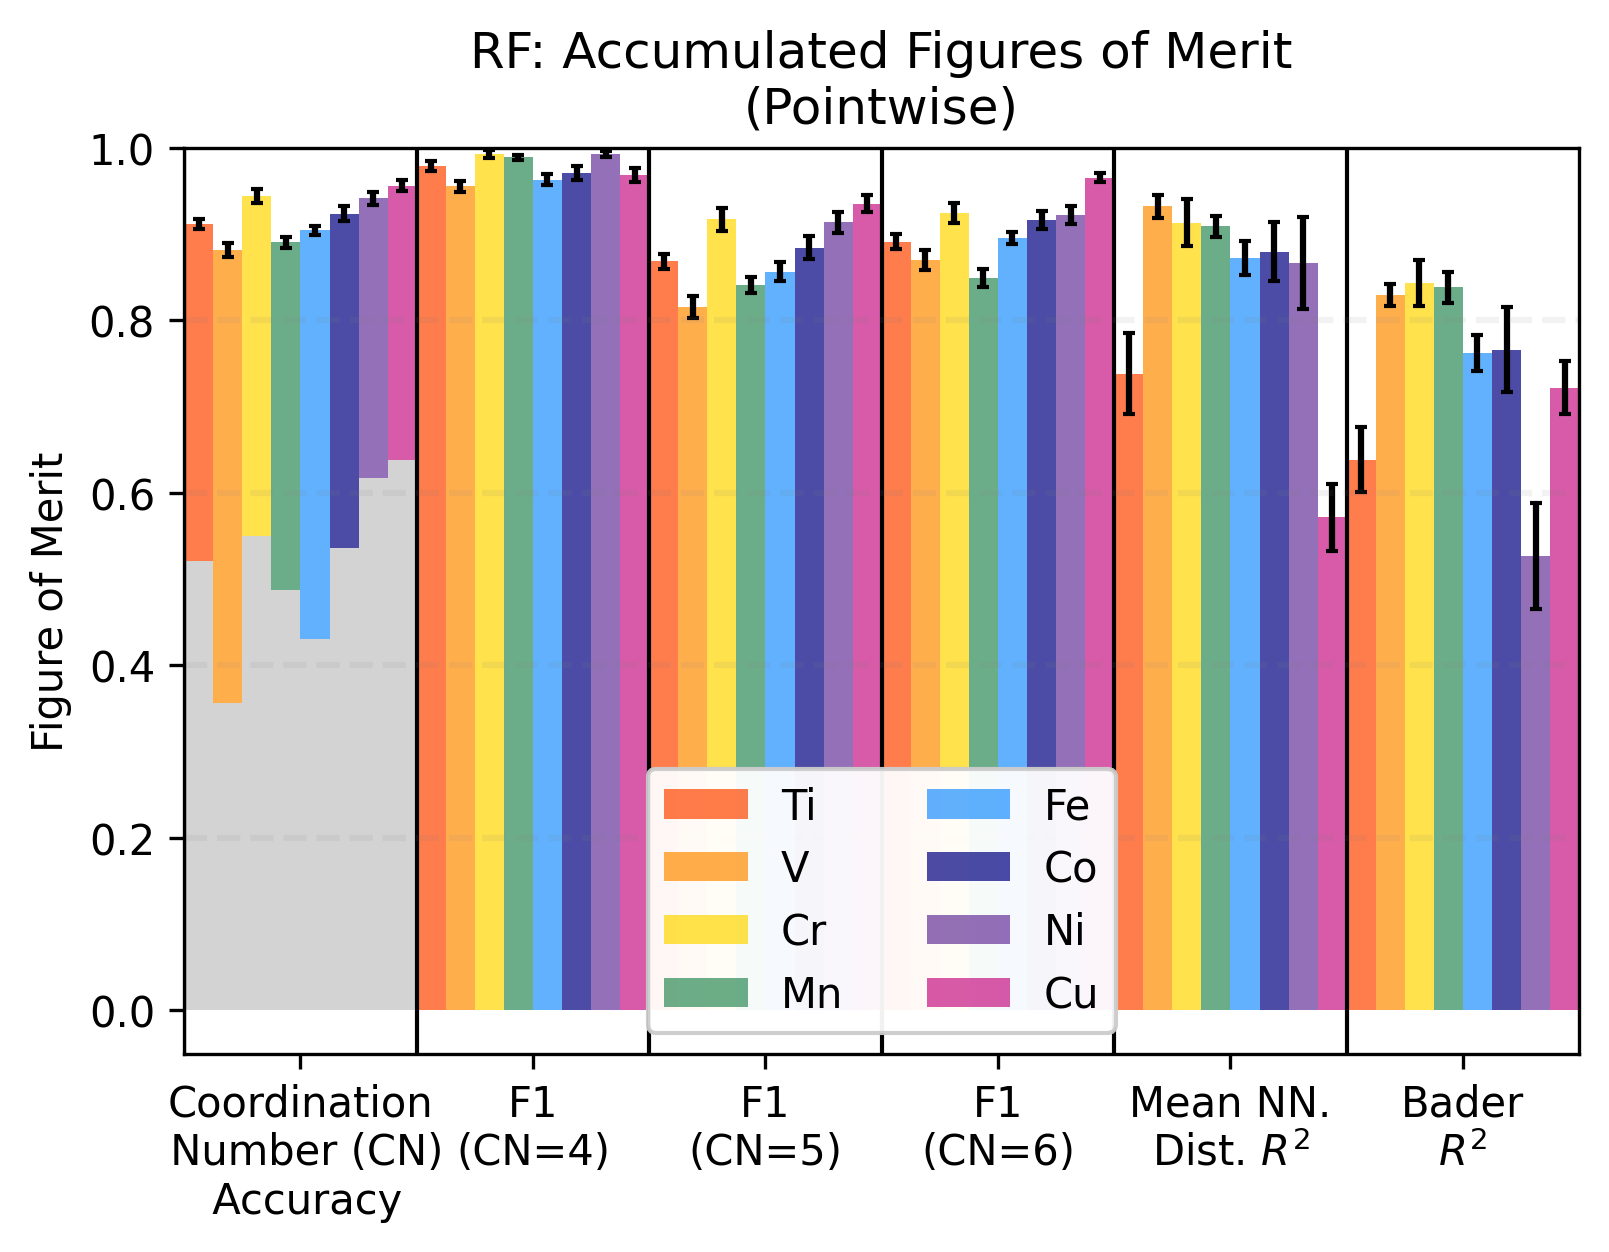 RF: Accumulated Figures of Merit
(Pointwise)
Figure of Merit
1.0
0.8
0.6
0.4
0.2
0.0
Ti
V
Cr
Mn
Fe
Co
Ni
Cu
Coordination
Number (CN)
Accuracy
F1
(CN=4)
F1
(CN=5)
F1
(CN=6)
Mean NN.
Dist. R²
Bader
R²